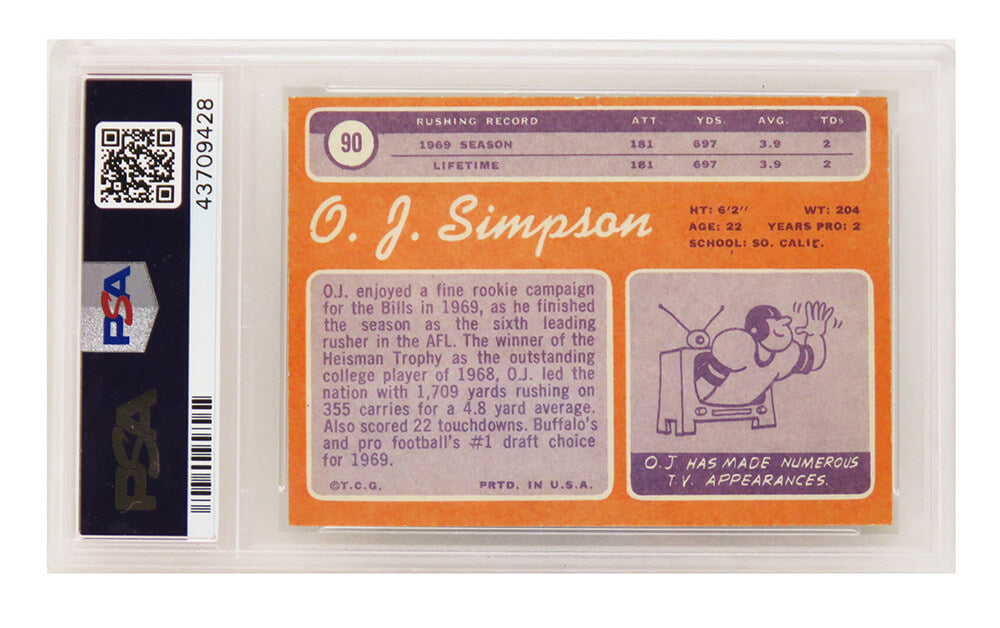 43709428
PSA
PSA
90
RUSHING RECORD ATT. YDS. AVG. TDs
1969 SEASON 181 697 3.9 2
LIFETIME 181 697 3.9 2
O. J. Simpson
HT: 6'2" WT: 204
AGE: 22 YEARS PRO: 2
SCHOOL: SO. CALIF.
O.J. enjoyed a fine rookie campaign
for the Bills in 1969, as he finished
the season as the sixth leading
rusher in the AFL. The winner of the
Heisman Trophy as the outstanding
college player of 1968, O.J. led the
nation with 1,709 yards rushing on
355 carries for a 4.8 yard average.
Also scored 22 touchdowns. Buffalo's
and pro football's #1 draft choice
for 1969.
©T.C.G. PRTD. IN U.S.A.
O.J. HAS MADE NUMEROUS
T.V. APPEARANCES.